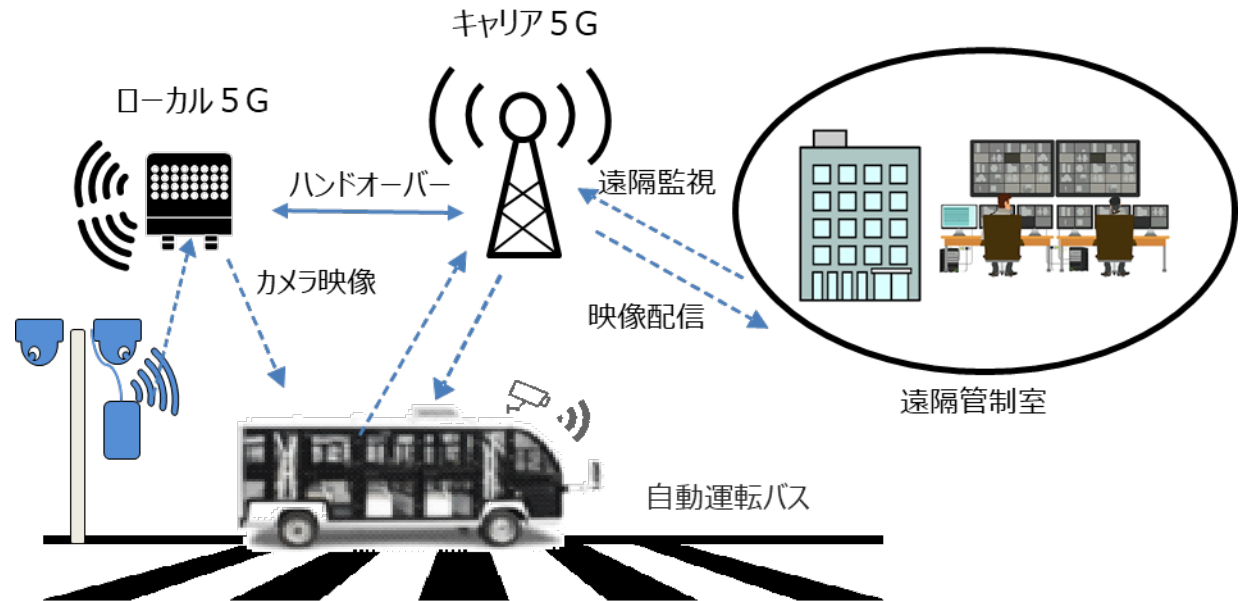 キャリア５G
ローカル５G
ハンドオーバー
遠隔監視
カメラ映像
映像配信
遠隔管制室
自動運転バス